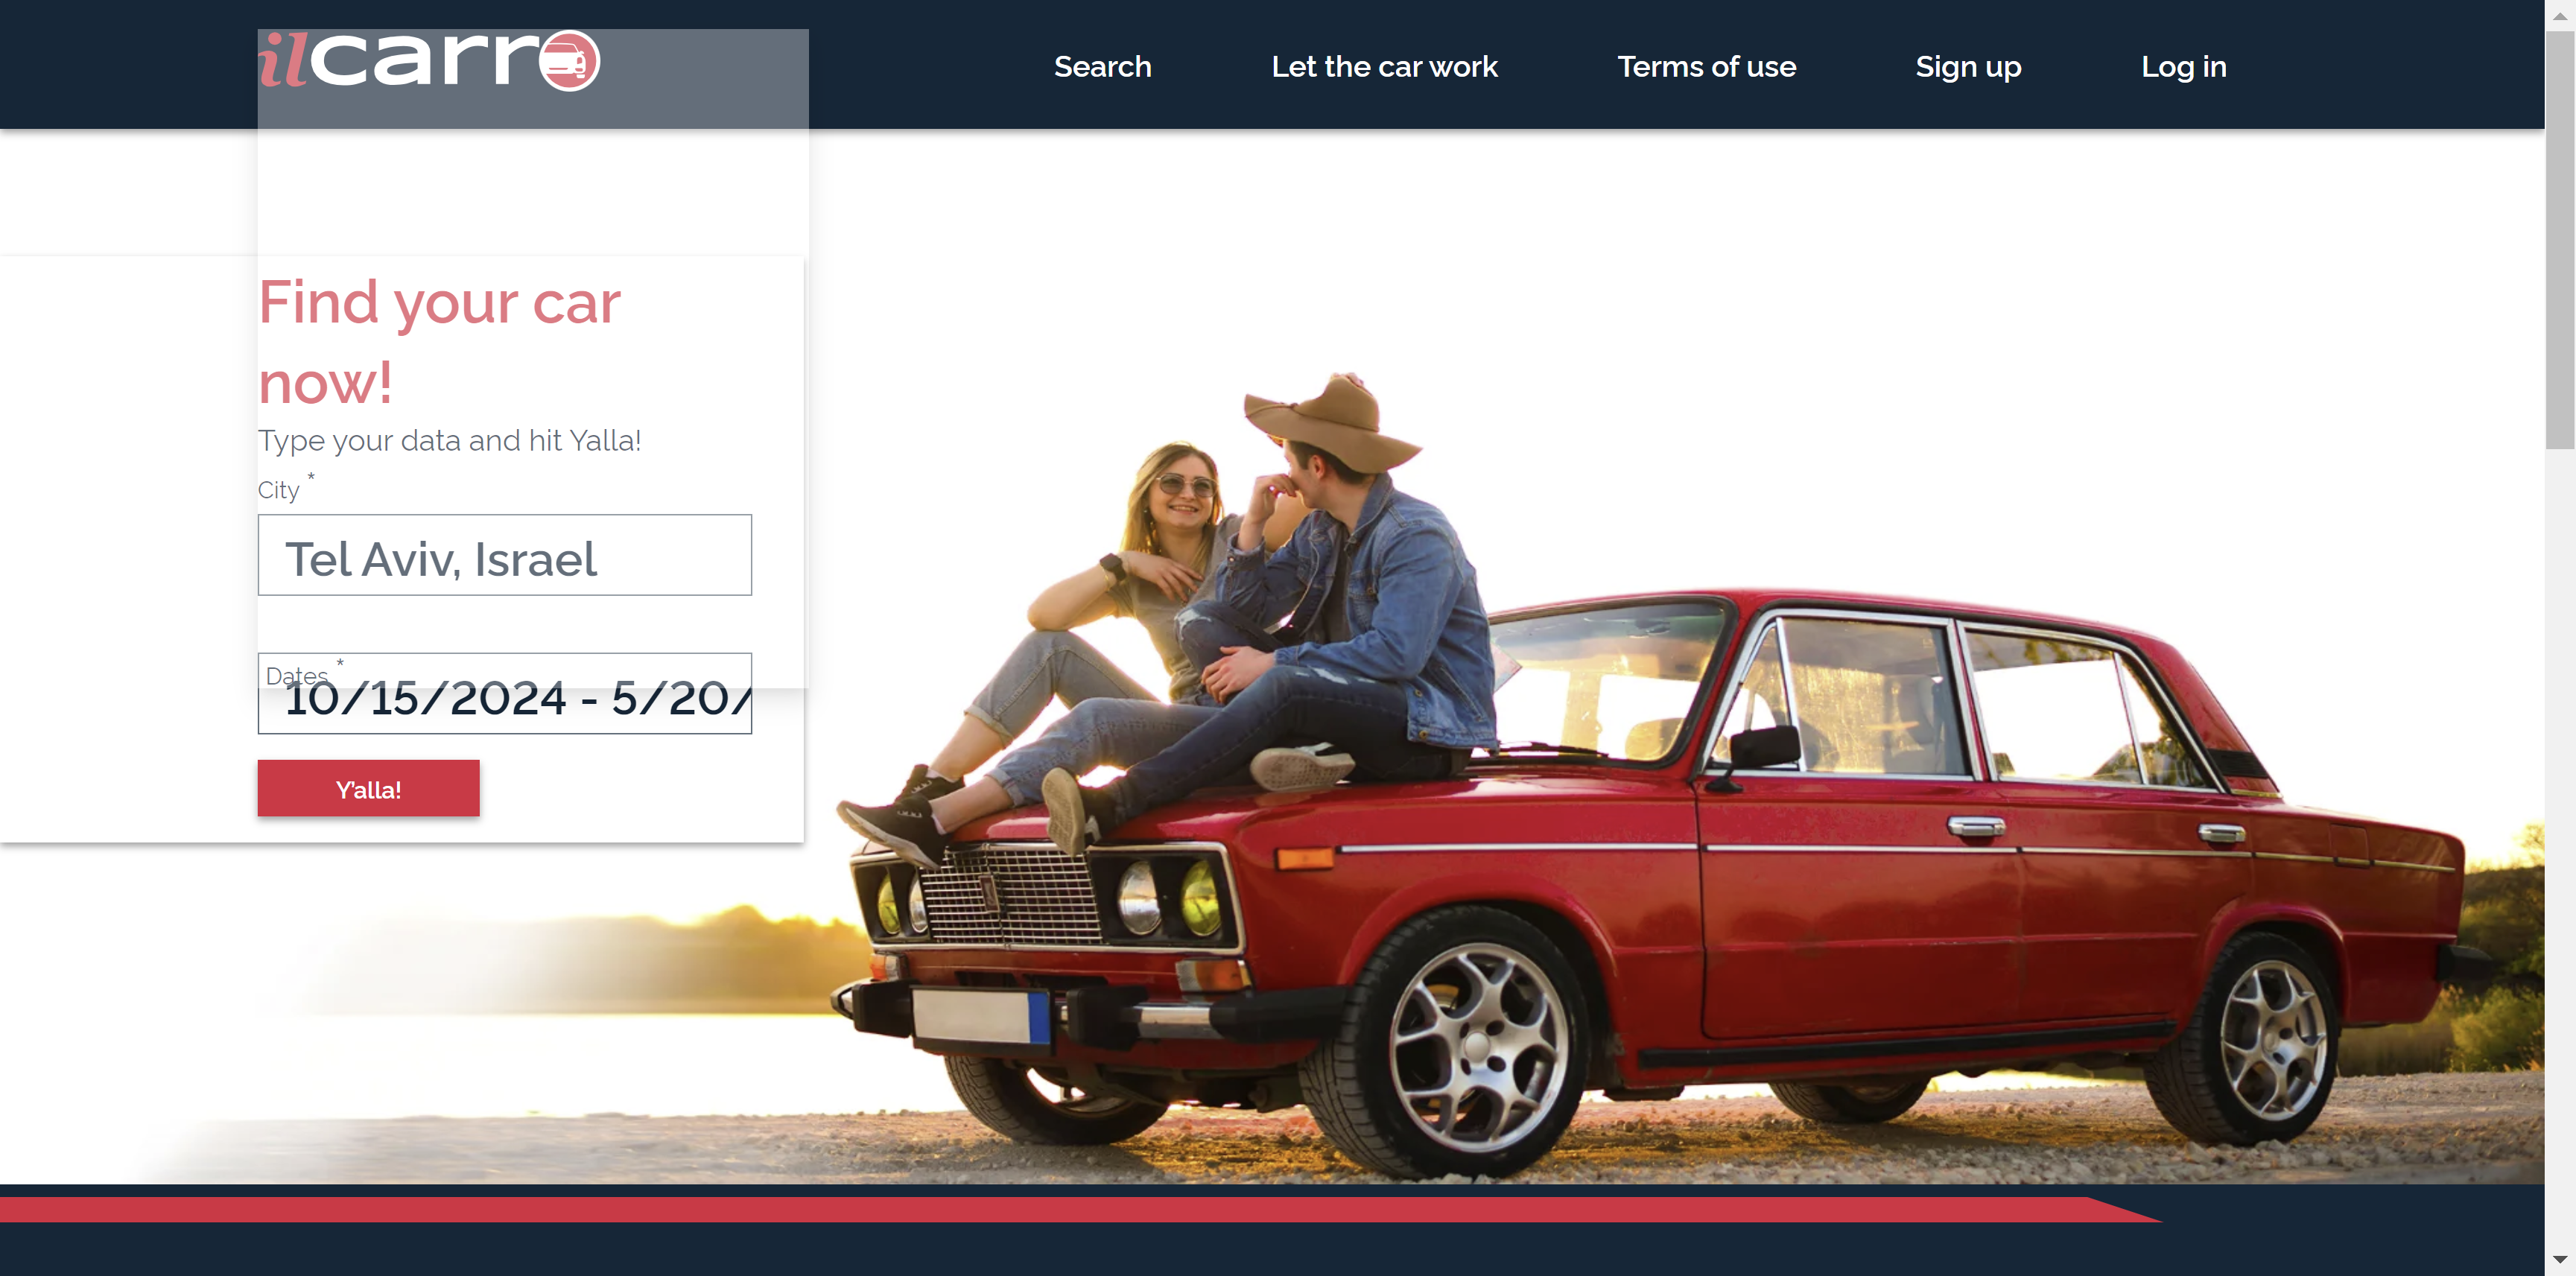 ilcarro
Search
Let the car work
Terms of use
Sign up
Log in
Find your car
now!
Type your data and hit Yalla!
City *
Tel Aviv, Israel
Dates *
10/15/2024 - 5/20/
Y'alla!